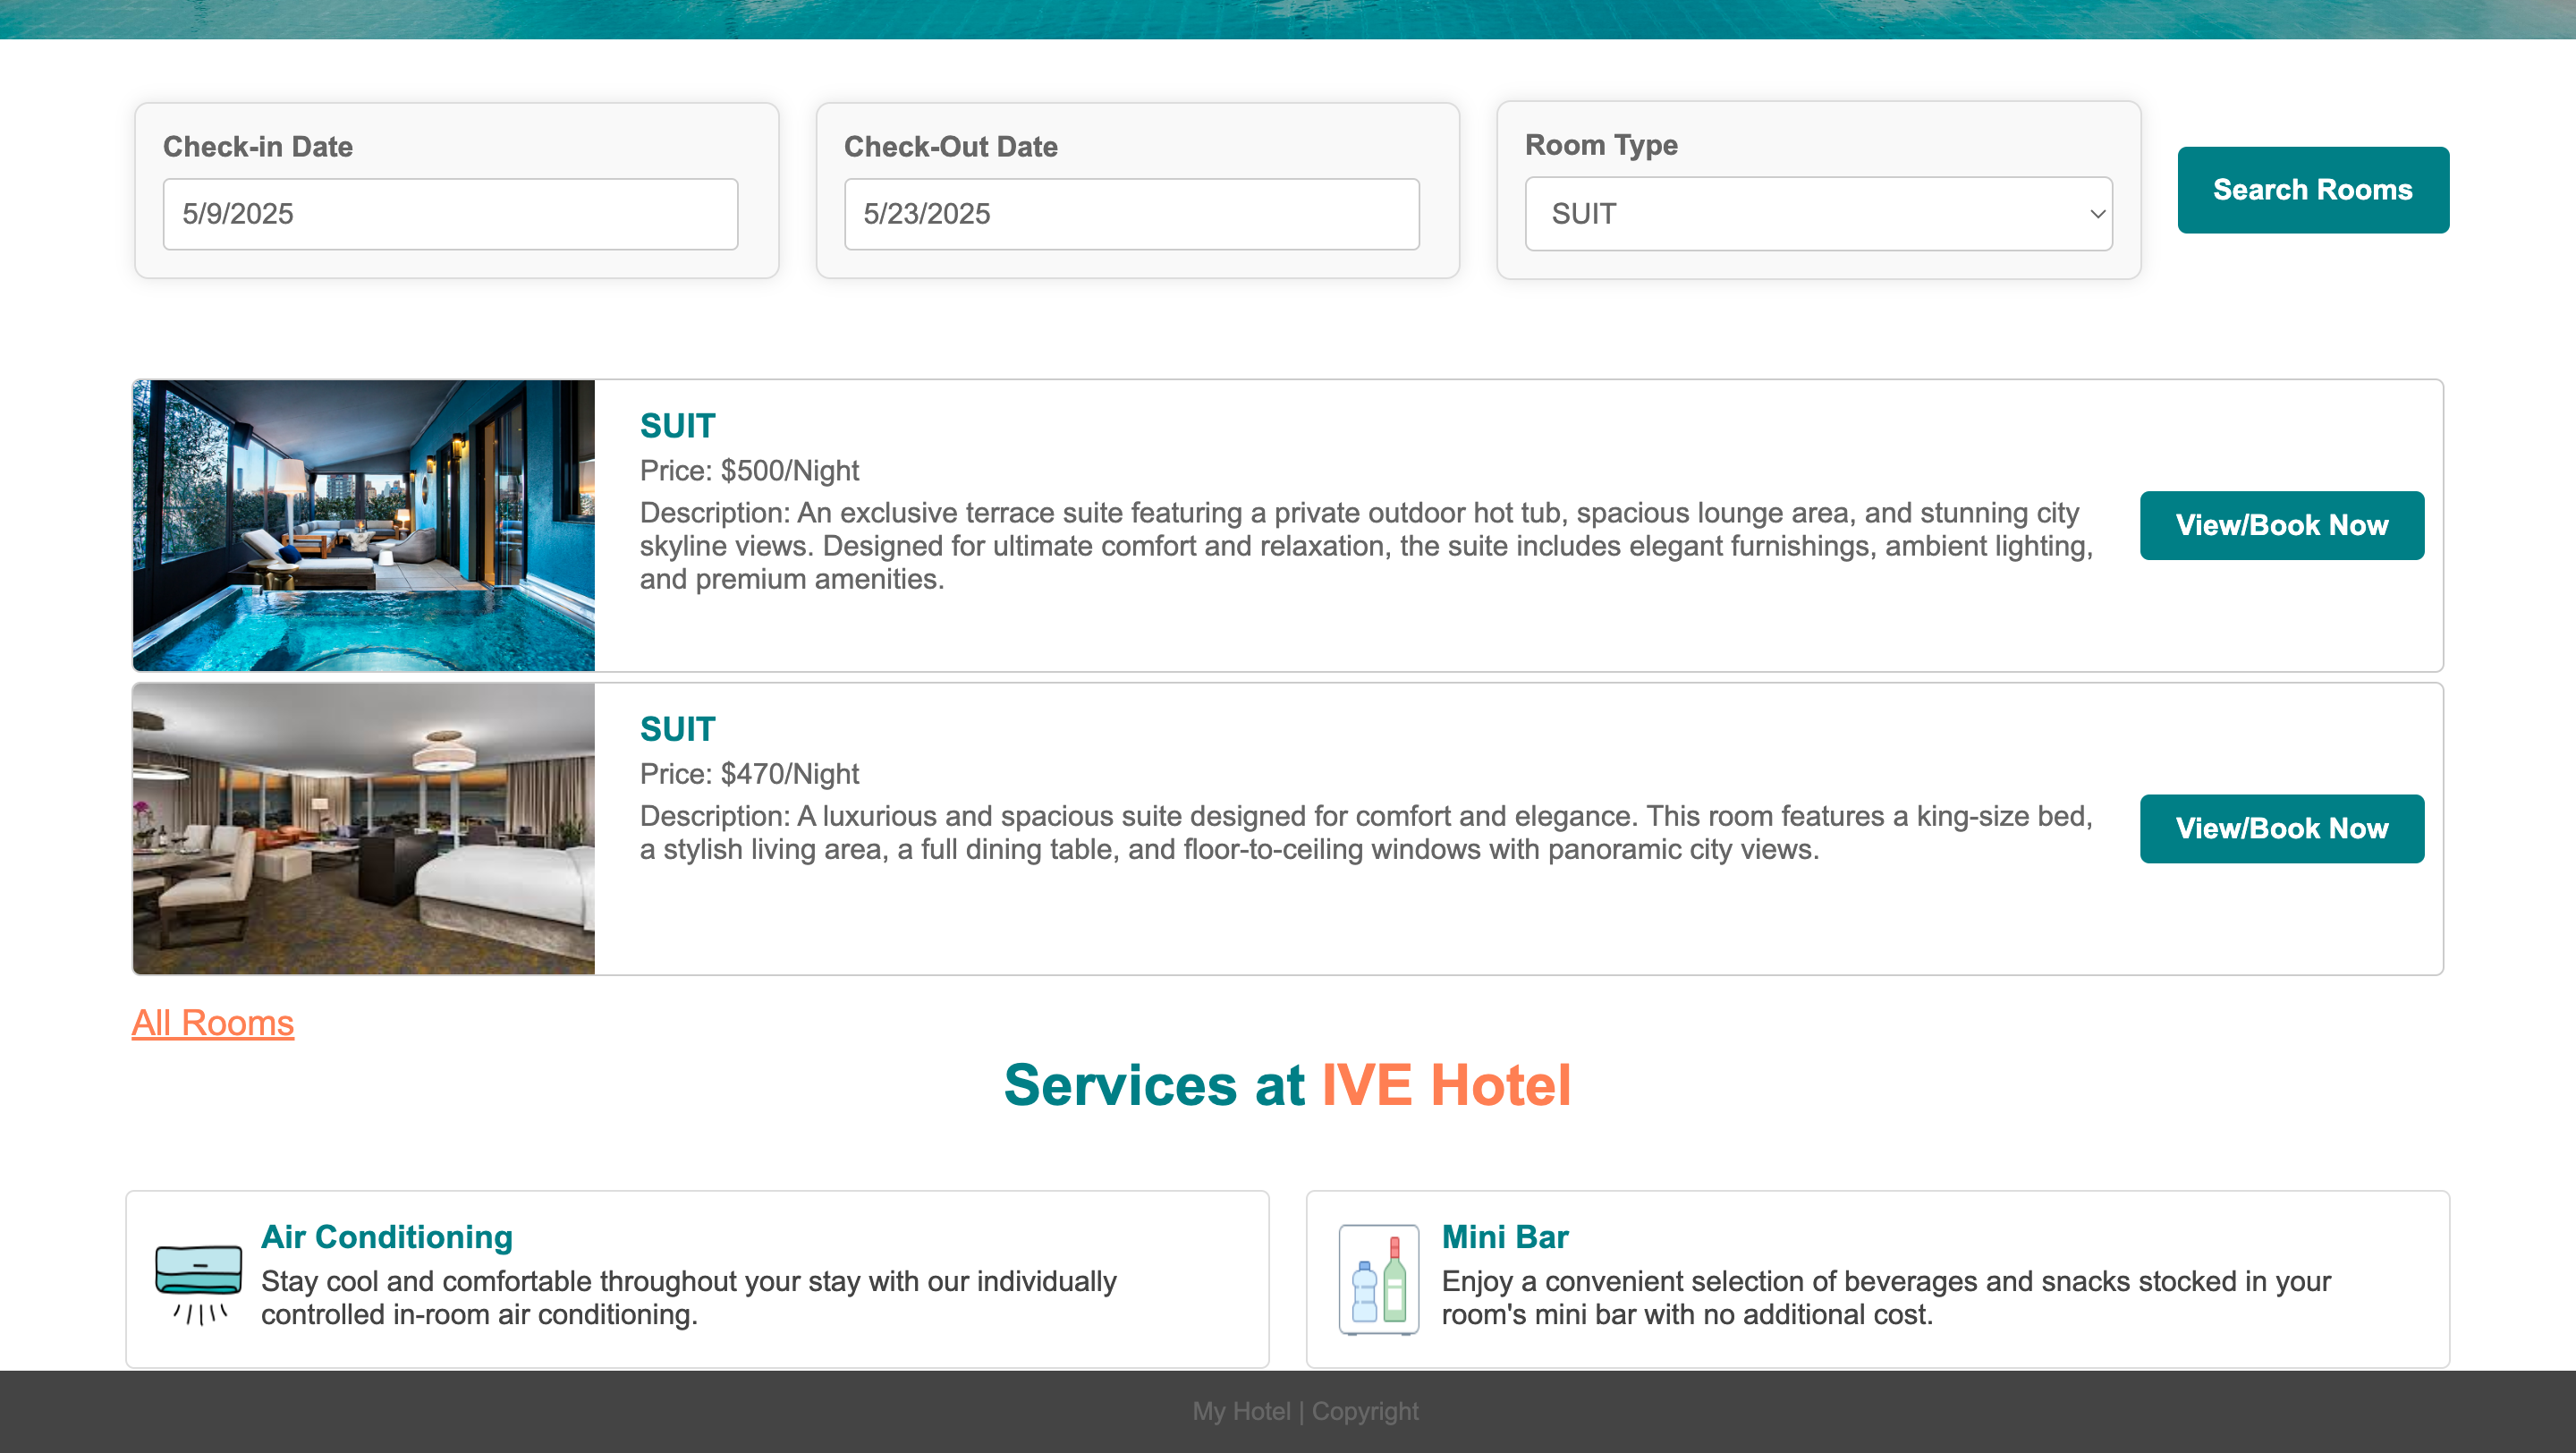 Check-in Date
5/9/2025
Check-Out Date
5/23/2025
Room Type
SUIT
Search Rooms
SUIT
Price: $500/Night
Description: An exclusive terrace suite featuring a private outdoor hot tub, spacious lounge area, and stunning city
skyline views. Designed for ultimate comfort and relaxation, the suite includes elegant furnishings, ambient lighting,
and premium amenities.
View/Book Now
SUIT
Price: $470/Night
Description: A luxurious and spacious suite designed for comfort and elegance. This room features a king-size bed,
a stylish living area, a full dining table, and floor-to-ceiling windows with panoramic city views.
View/Book Now
All Rooms
Services at IVE Hotel
Air Conditioning
Stay cool and comfortable throughout your stay with our individually
controlled in-room air conditioning.
Mini Bar
Enjoy a convenient selection of beverages and snacks stocked in your
room's mini bar with no additional cost.
My Hotel | Copyright